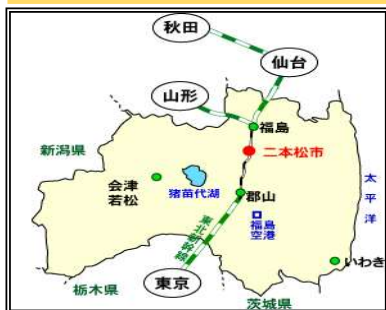 秋田
仙台
山形
福島
新潟県
二本松市
会津
若松
猪苗代湖
太平洋
郡山
東北新幹線
福島
空港
いわき
東京
栃木県
茨城県